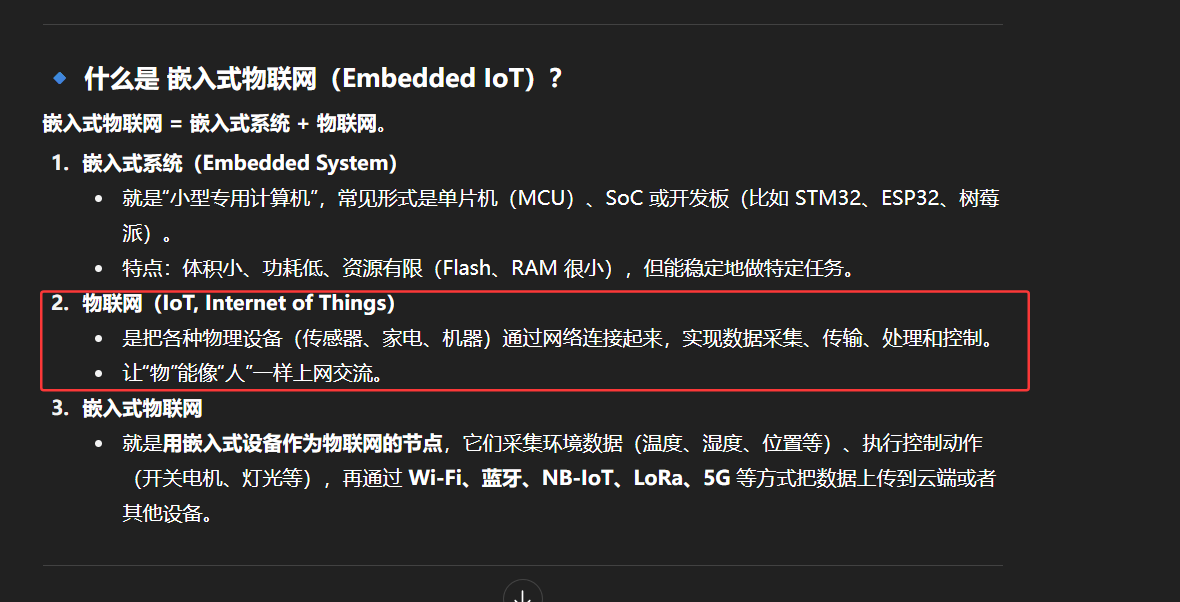 什么是 嵌入式物联网（Embedded IoT）？
嵌入式物联网 = 嵌入式系统 + 物联网。
1. 嵌入式系统（Embedded System）
• 就是“小型专用计算机”，常见形式是单片机（MCU）、SoC 或开发板（比如 STM32、ESP32、树莓
派）。
• 特点：体积小、功耗低、资源有限（Flash、RAM 很小），但能稳定地做特定任务。
2. 物联网（IoT, Internet of Things）
• 是把各种物理设备（传感器、家电、机器）通过网络连接起来，实现数据采集、传输、处理和控制。
• 让“物”能像“人”一样上网交流。
3. 嵌入式物联网
• 就是用嵌入式设备作为物联网的节点，它们采集环境数据（温度、湿度、位置等）、执行控制动作
（开关电机、灯光等），再通过 Wi-Fi、蓝牙、NB-IoT、LoRa、5G 等方式把数据上传到云端或者
其他设备。